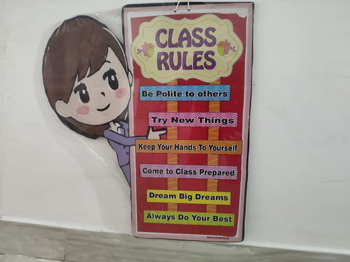 CLASS
RULES
Be Polite to others
Try New Things
Keep Your Hands To Yourself
Come to Class Prepared
Dream Big Dreams
Always Do Your Best